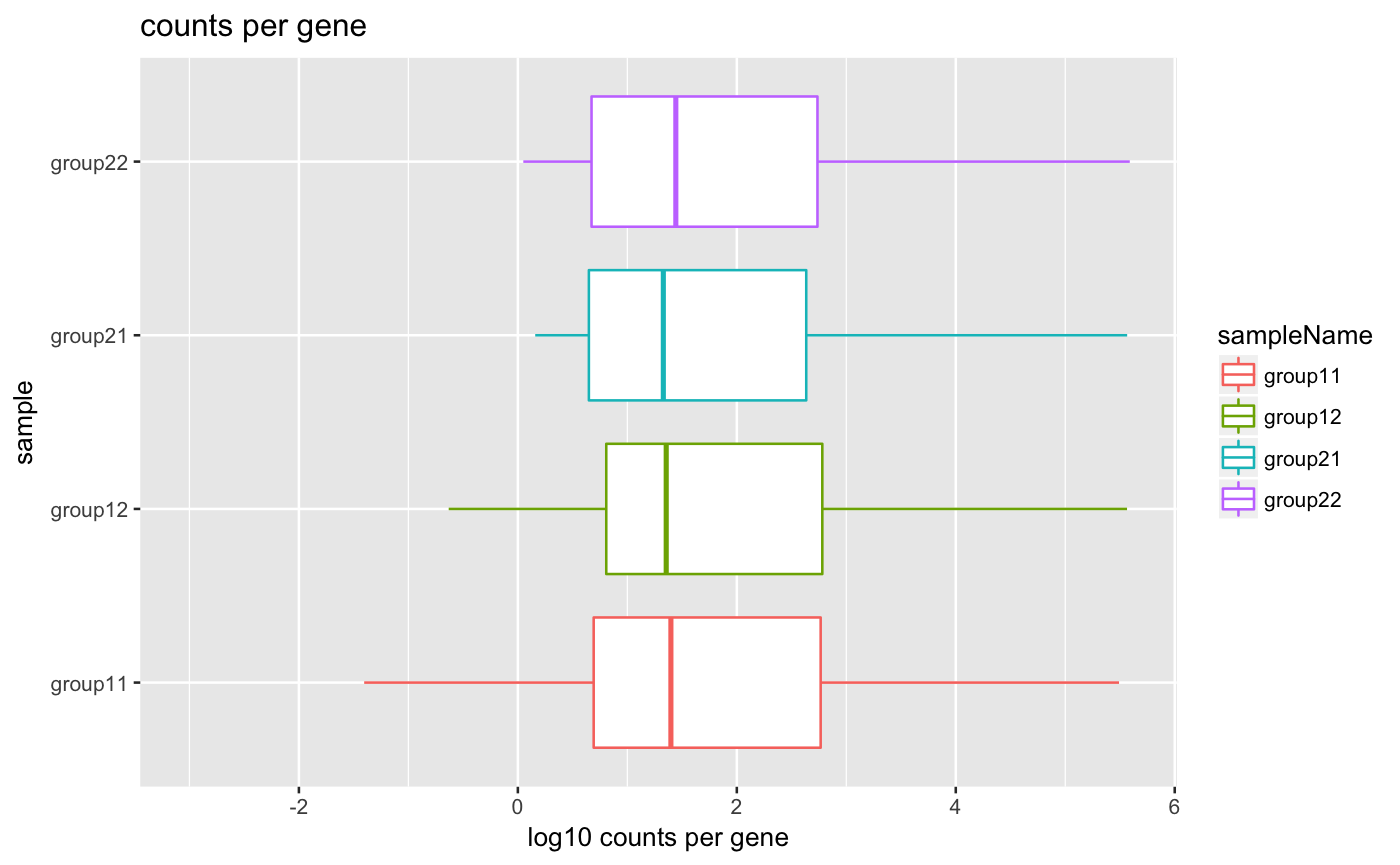 counts per gene
group22
group21
group12
group11
sample
-2 0 2 4 6
log10 counts per gene
sampleName
group11
group12
group21
group22